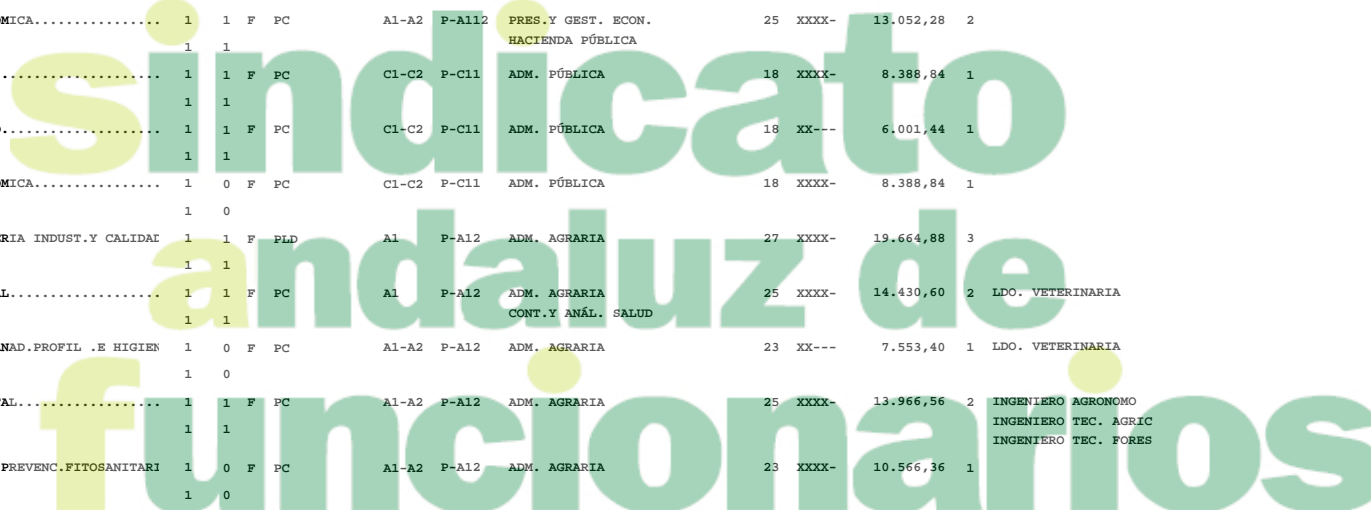 MICA................ 1 1 F PC A1-A2 P-A112 PRES.Y GEST. ECON. 25 XXXX- 13.052,28 2
1 1 HACIENDA PÚBLICA
.................... 1 1 F PC C1-C2 P-C11 ADM. PÚBLICA 18 XXXX- 8.388,84 1
1 1
.................... 1 1 F PC C1-C2 P-C11 ADM. PÚBLICA 18 XX--- 6.001,44 1
1 1
MICA................ 1 0 F PC C1-C2 P-C11 ADM. PÚBLICA 18 XXXX- 8.388,84 1
1 0
RIA INDUST.Y CALIDAD 1 1 F PLD A1 P-A12 ADM. AGRARIA 27 XXXX- 19.664,88 3
1 1
L................... 1 1 F PC A1 P-A12 ADM. AGRARIA 25 XXXX- 14.430,60 2 LDO. VETERINARIA
1 1 CONT.Y ANÁL. SALUD
NAD.PROFIL .E HIGIEN 1 0 F PC A1-A2 P-A12 ADM. AGRARIA 23 XX--- 7.553,40 1 LDO. VETERINARIA
1 0
AL.................. 1 1 F PC A1-A2 P-A12 ADM. AGRARIA 25 XXXX- 13.966,56 2 INGENIERO AGRONOMO
1 1 INGENIERO TEC. AGRIC
INGENIERO TEC. FORES
PREVENC.FITOSANITARI 1 0 F PC A1-A2 P-A12 ADM. AGRARIA 23 XXXX- 10.566,36 1
1 0
sindicato
andaluz de
funcionarios